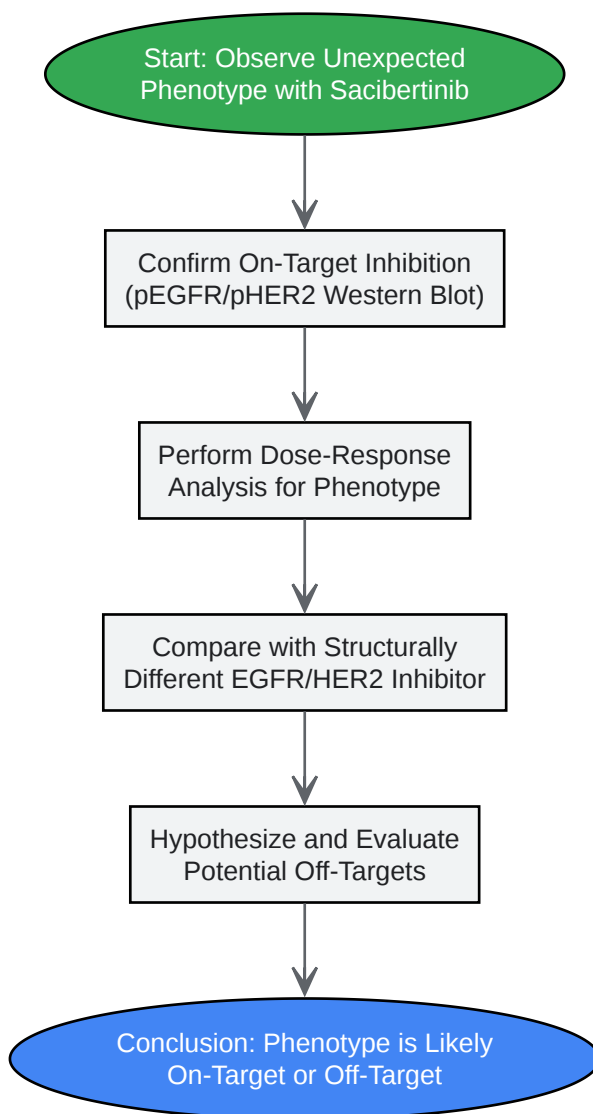 Start: Observe Unexpected
Phenotype with Sacibertinib
Confirm On-Target Inhibition
(pEGFR/pHER2 Western Blot)
Perform Dose-Response
Analysis for Phenotype
Compare with Structurally
Different EGFR/HER2 Inhibitor
Hypothesize and Evaluate
Potential Off-Targets
Conclusion: Phenotype is Likely
On-Target or Off-Target